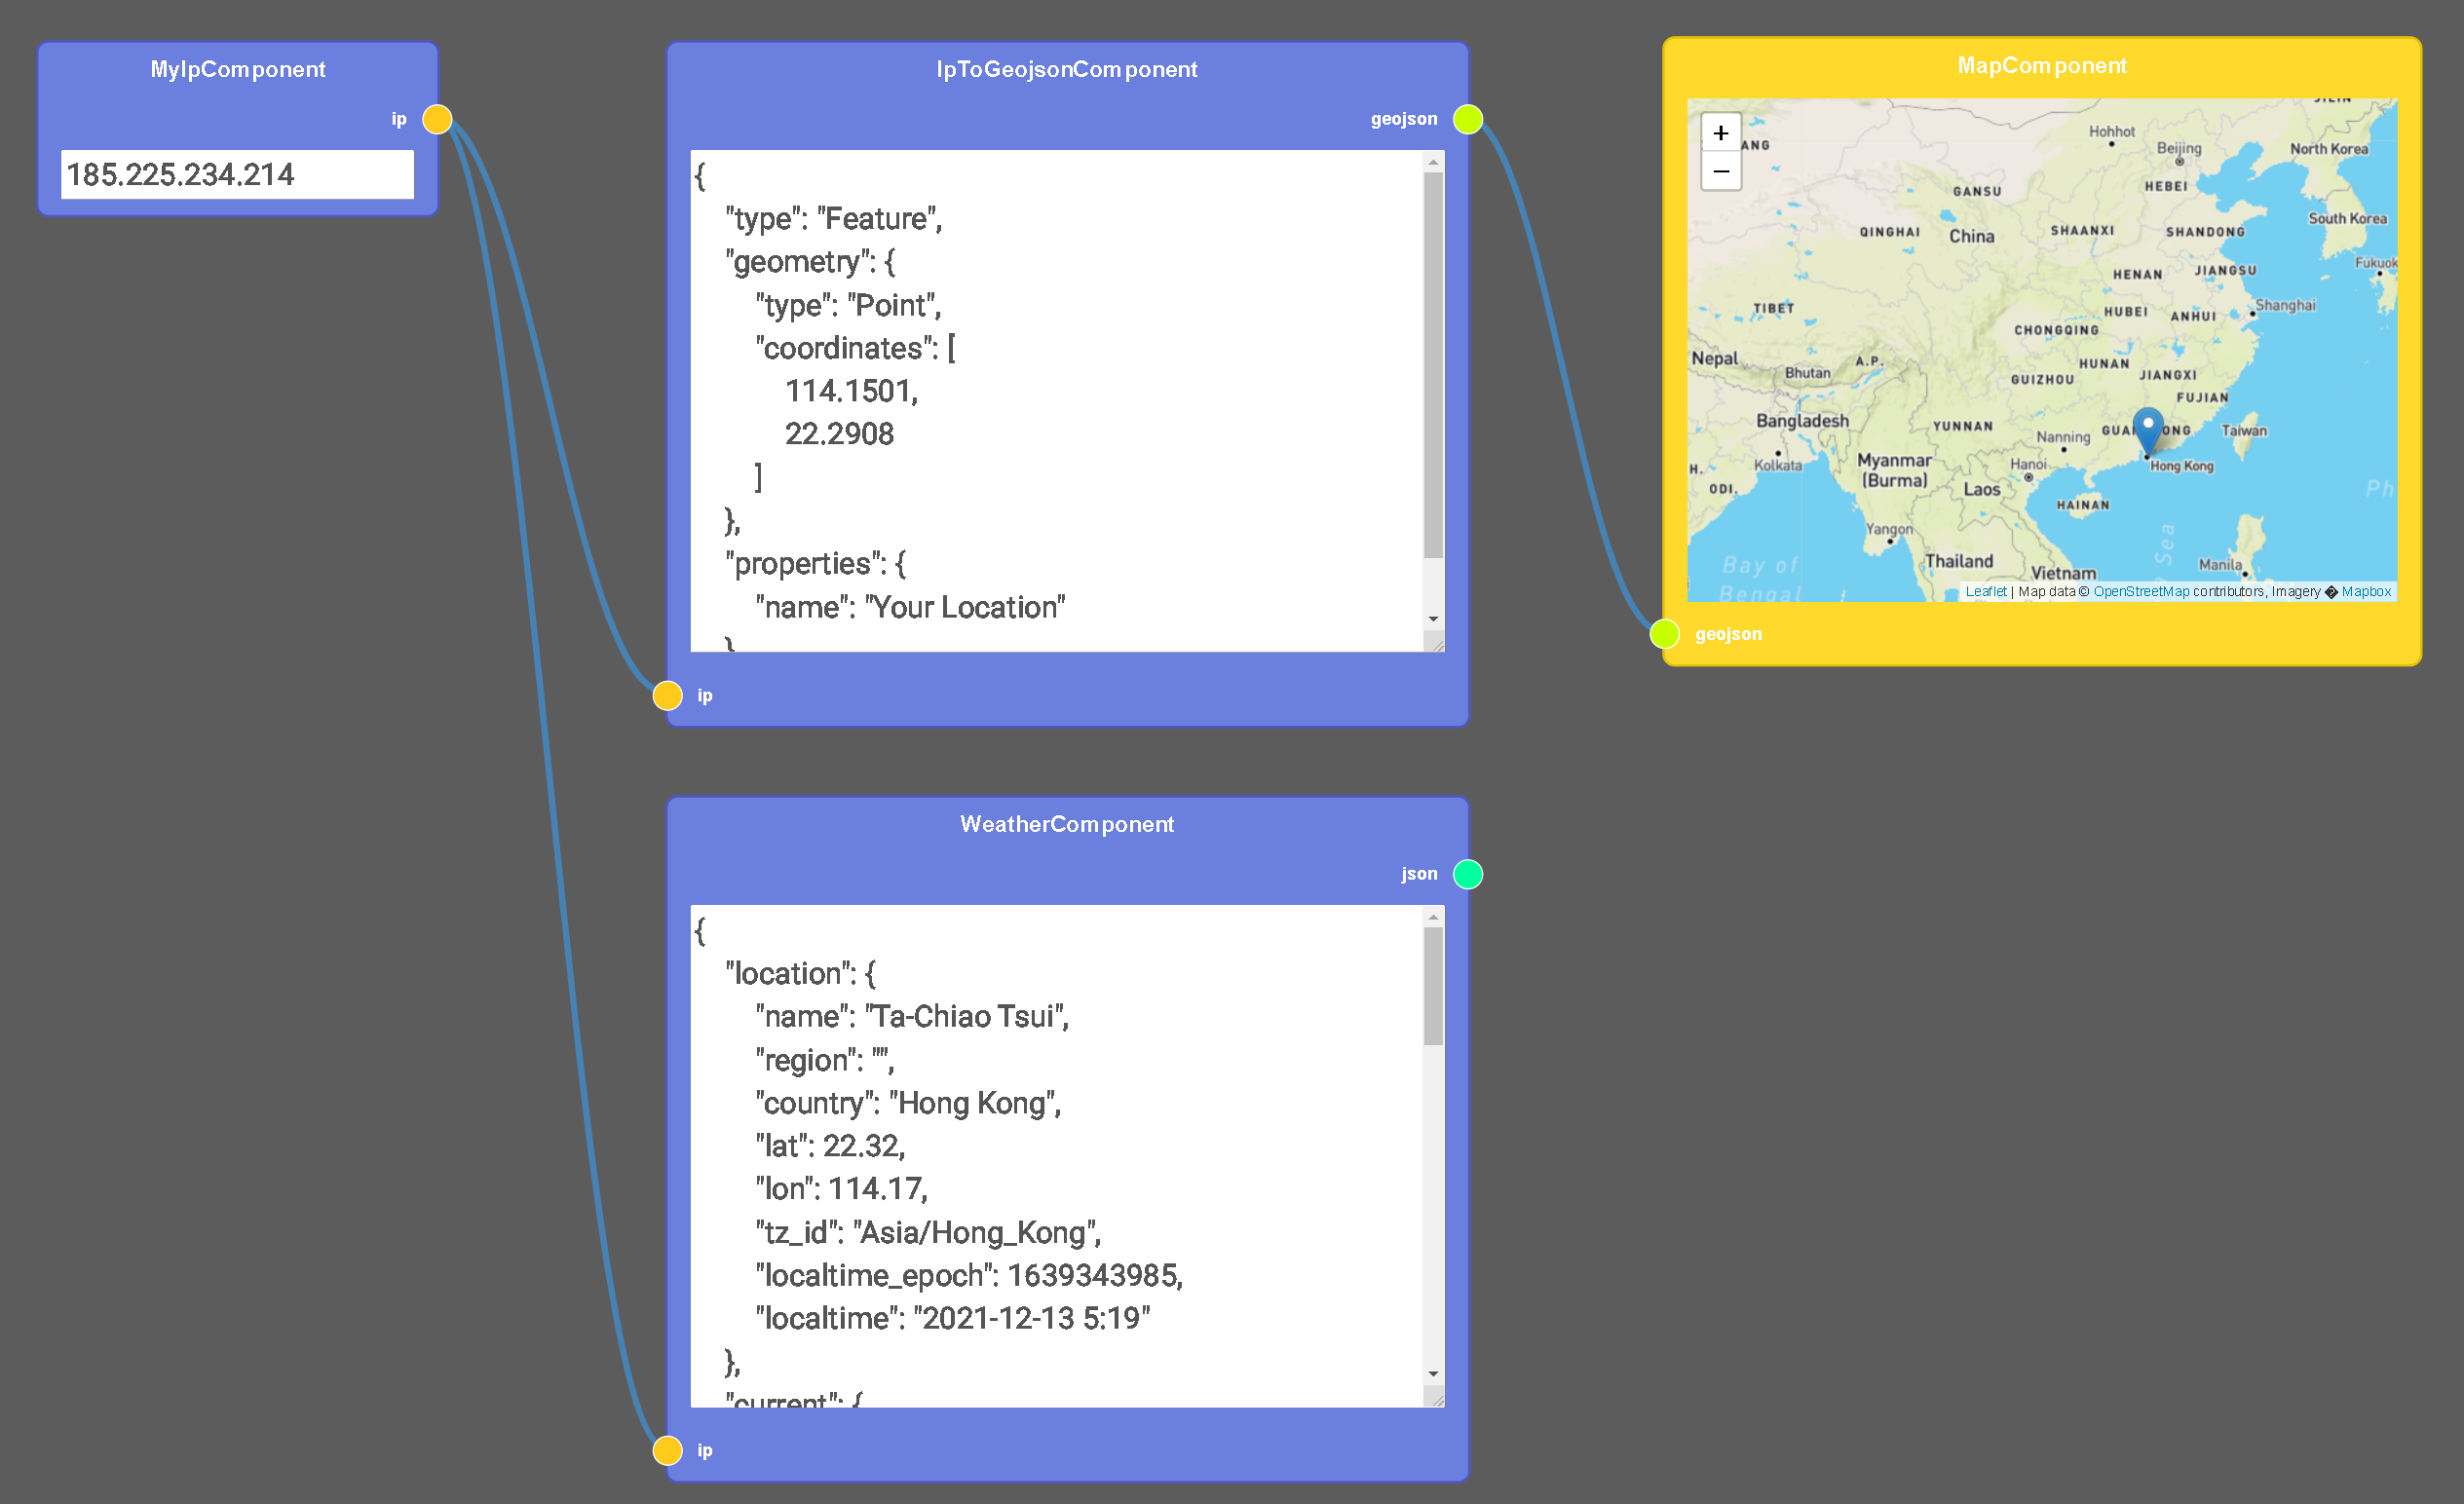 MyIpComponent
ip
185.225.234.214
IpToGeojsonComponent
geojson
{
"type": "Feature",
"geometry": {
"type": "Point",
"coordinates": [
114.1501,
22.2908
]
},
"properties": {
"name": "Your Location"
}
ip
MapComponent
+
−
ANG
Hohhot
Beijing
North Korea
HEBEI
GANSU
South Korea
QINGHAI
China
SHAANXI
SHANDONG
Fukuok
HENAN
JIANGSU
TIBET
Shanghai
HUBEI
ANHUI
CHONGQING
Nepal
Bhutan
A.P.
HUNAN
JIANGXI
GUIZHOU
FUJIAN
Bangladesh
YUNNAN
Nanning
GUA
ONG
Taiwan
Kolkata
Myanmar
(Burma)
Hanoi
Hong Kong
H.
ODI.
Laos
HAINAN
Ph
Yangon
Sea
Bay of
Bengal
Thailand
Vietnam
Manila
Leaflet | Map data © OpenStreetMap contributors, Imagery � Mapbox
geojson
WeatherComponent
json
{
"location": {
"name": "Ta-Chiao Tsui",
"region": "",
"country": "Hong Kong",
"lat": 22.32,
"lon": 114.17,
"tz_id": "Asia/Hong_Kong",
"localtime_epoch": 1639343985,
"localtime": "2021-12-13 5:19"
},
"current": {
ip